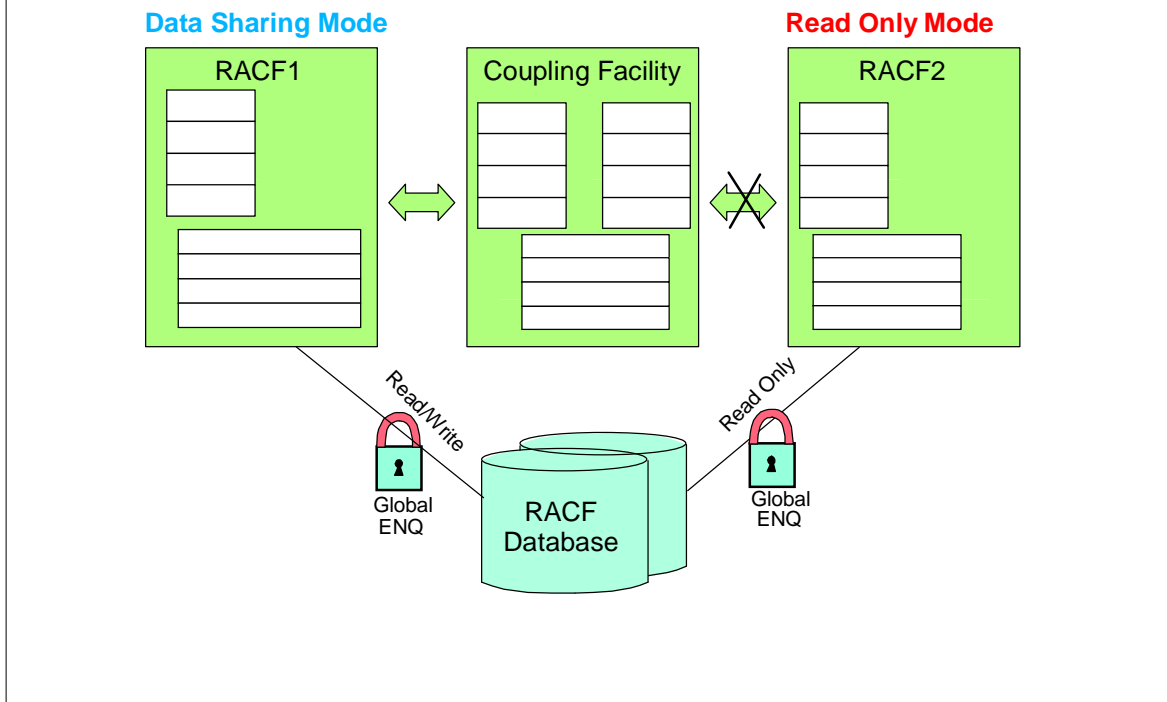 Data Sharing Mode
Read Only Mode
RACF1
Coupling Facility
RACF2
Read/Write
Read Only
Global
ENQ
RACF
Database
Global
ENQ